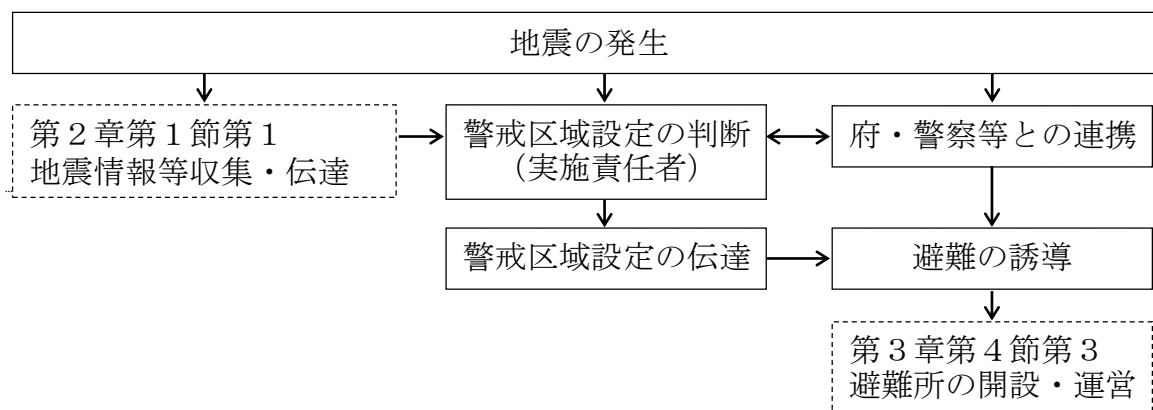 地震の発生
第２章第１節第１
地震情報等収集・伝達
警戒区域設定の判断
（実施責任者）
府・警察等との連携
警戒区域設定の伝達
避難の誘導
第３章第４節第３
避難所の開設・運営